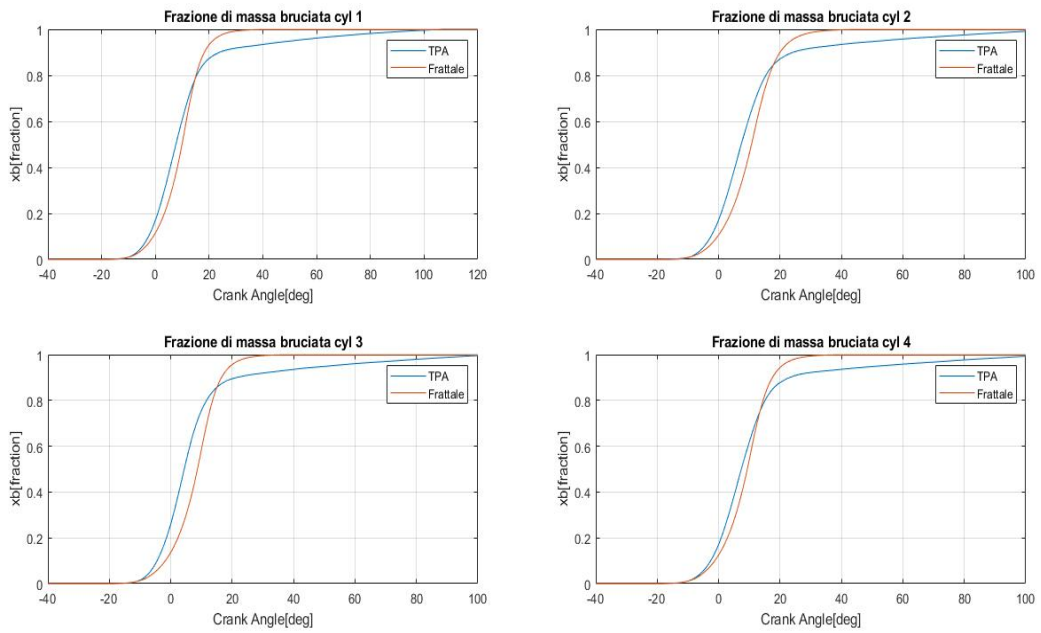 Frazione di massa bruciata cyl 1
1
0.8
0.6
0.4
0.2
0
xb[fraction]
TPA
Frattale
-40 -20 0 20 40 60 80 100 120
Crank Angle[deg]
Frazione di massa bruciata cyl 2
1
0.8
0.6
0.4
0.2
0
xb[fraction]
TPA
Frattale
-40 -20 0 20 40 60 80 100
Crank Angle[deg]
Frazione di massa bruciata cyl 3
1
0.8
0.6
0.4
0.2
0
xb[fraction]
TPA
Frattale
-40 -20 0 20 40 60 80 100
Crank Angle[deg]
Frazione di massa bruciata cyl 4
1
0.8
0.6
0.4
0.2
0
xb[fraction]
TPA
Frattale
-40 -20 0 20 40 60 80 100
Crank Angle[deg]